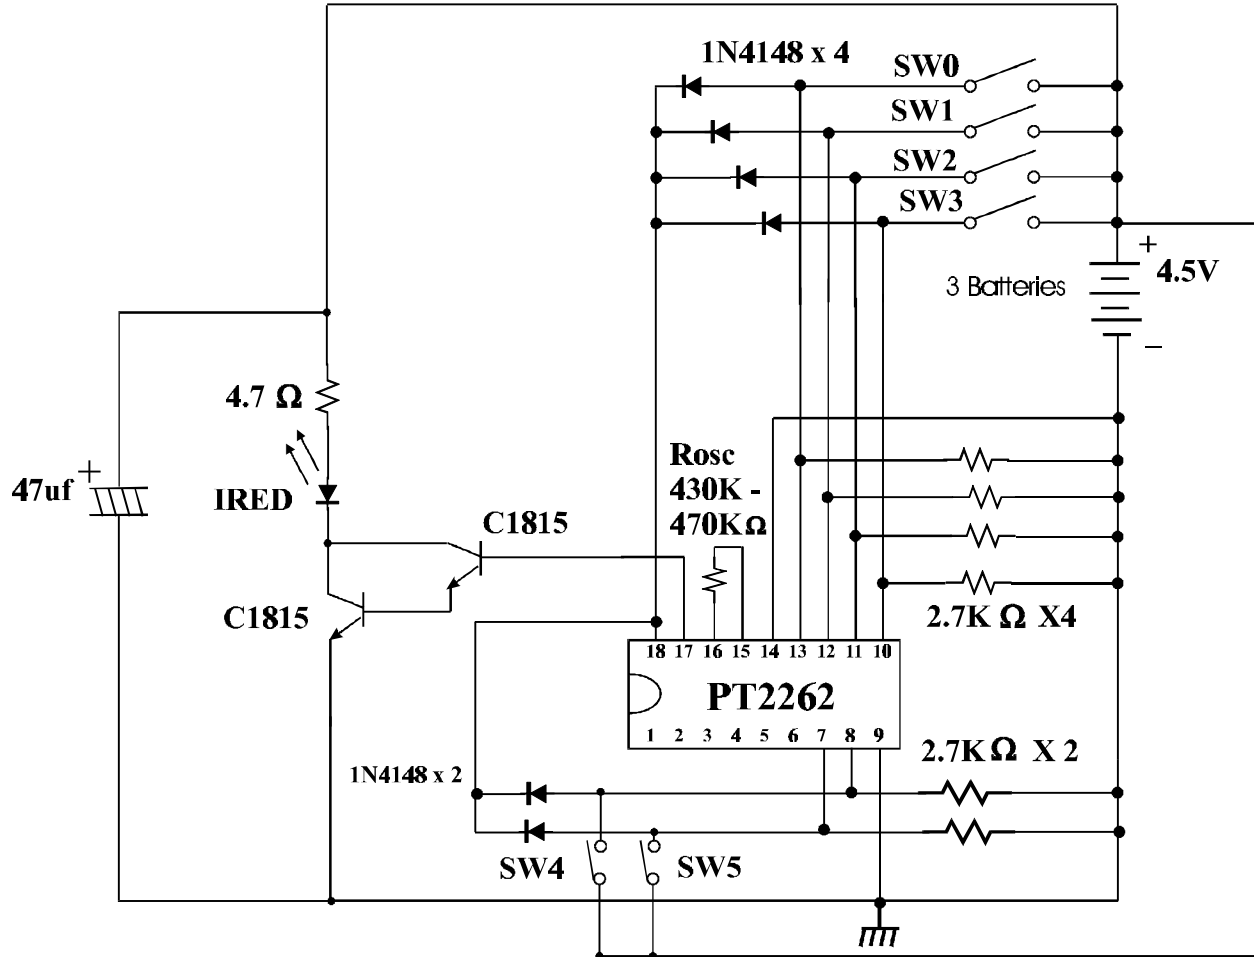 1N4148 x 4
SW0
SW1
SW2
SW3
+
4.5V
3 Batteries
−
4.7 Ω
+
47uf
IRED
C1815
C1815
Rosc
430K -
470KΩ
2.7K Ω X4
18 17 16 15 14 13 12 11 10
PT2262
1 2 3 4 5 6 7 8 9
2.7KΩ X 2
1N4148 x 2
SW4
SW5